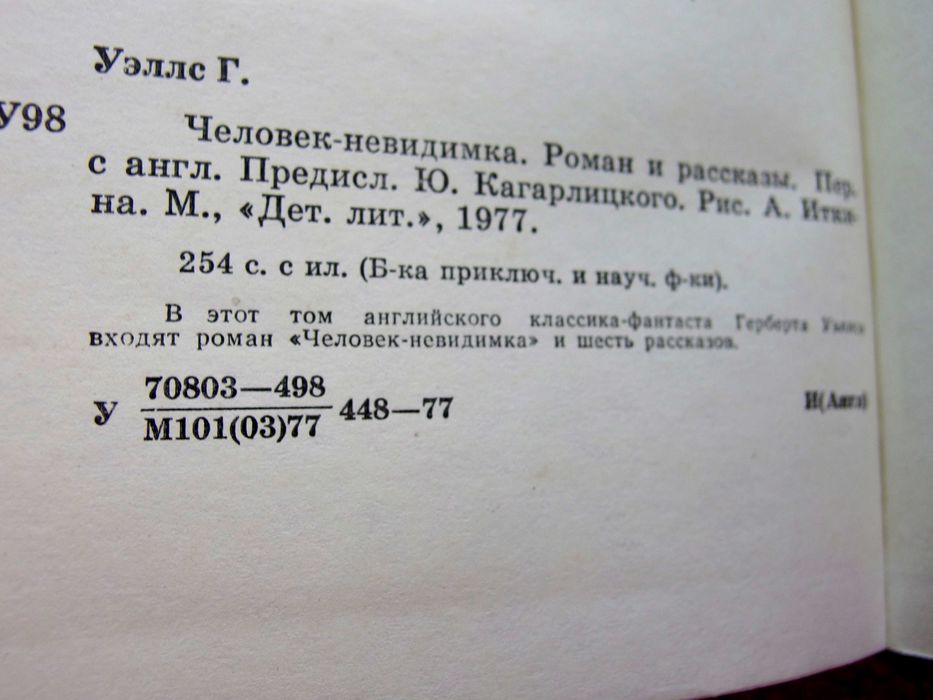 Уэллс Г.
У98
Человек-невидимка. Роман и рассказы. Пер.
с англ. Предисл. Ю. Кагарлицкого. Рис. А. Итки-
на. М., «Дет. лит.», 1977.
254 с. с ил. (Б-ка приключ. и науч. ф-ки).
В этот том английского классика-фантаста Герберта
входят роман «Человек-невидимка» и шесть рассказов.
70803—498
У 448—77
М101(03)77
И(Англ)